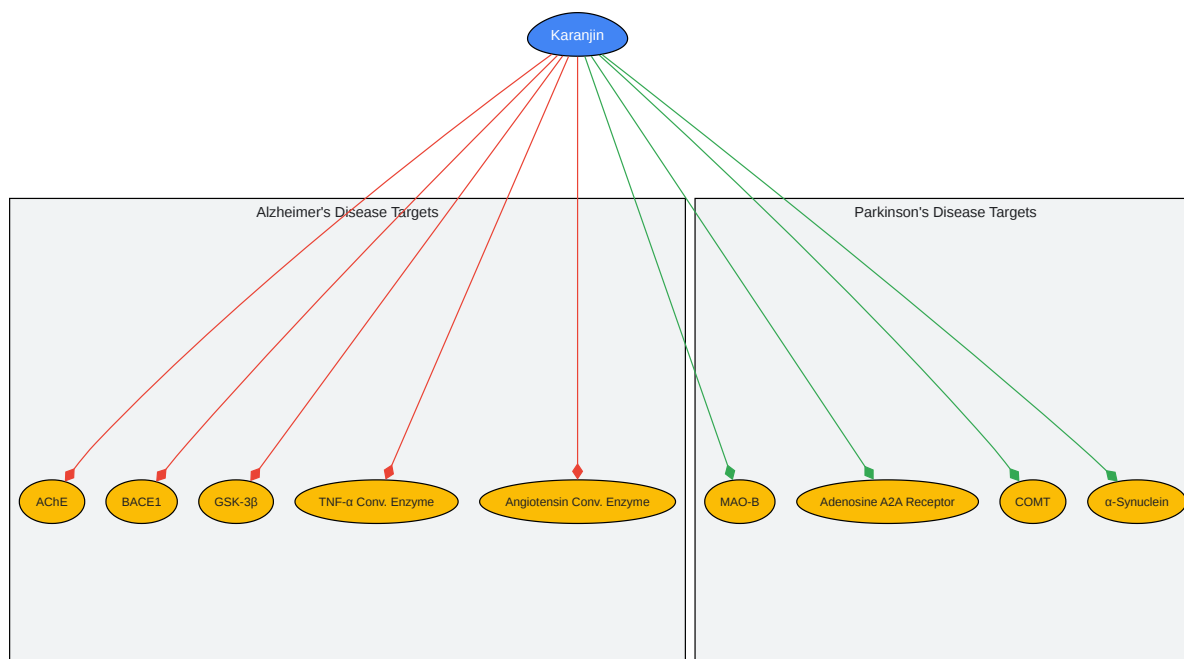 Karanjin
Alzheimer's Disease Targets
Parkinson's Disease Targets
AChE
BACE1
GSK-3β
TNF-α Conv. Enzyme
Angiotensin Conv. Enzyme
MAO-B
Adenosine A2A Receptor
COMT
α-Synuclein